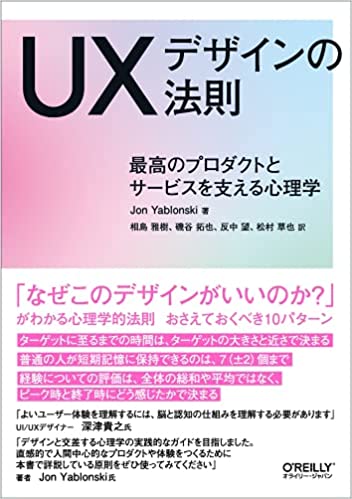 UXデザインの
法則
最高のプロダクトと
サービスを支える心理学
Jon Yablonski 著
相島 雅樹、磯谷 拓也、反中 望、松村 草也 訳
「なぜこのデザインがいいのか?」
がわかる心理学的法則 おさえておくべき10パターン
ターゲットに至るまでの時間は、ターゲットの大きさと近さで決まる
普通の人が短期記憶に保持できるのは、7(±2)個まで
経験についての評価は、全体の総和や平均ではなく、
ピーク時と終了時にどう感じたかで決まる
「よいユーザー体験を理解するには、脳と認知の仕組みを理解する必要があります」
UI/UXデザイナー 深津貴之氏
「デザインと交差する心理学の実践的なガイドを目指しました。
直感的で人間中心的なプロダクトや体験をつくるために
本書で詳説している原則をぜひ使ってみてください」
著者 Jon Yablonski氏
O'REILLY®
オライリー・ジャパン